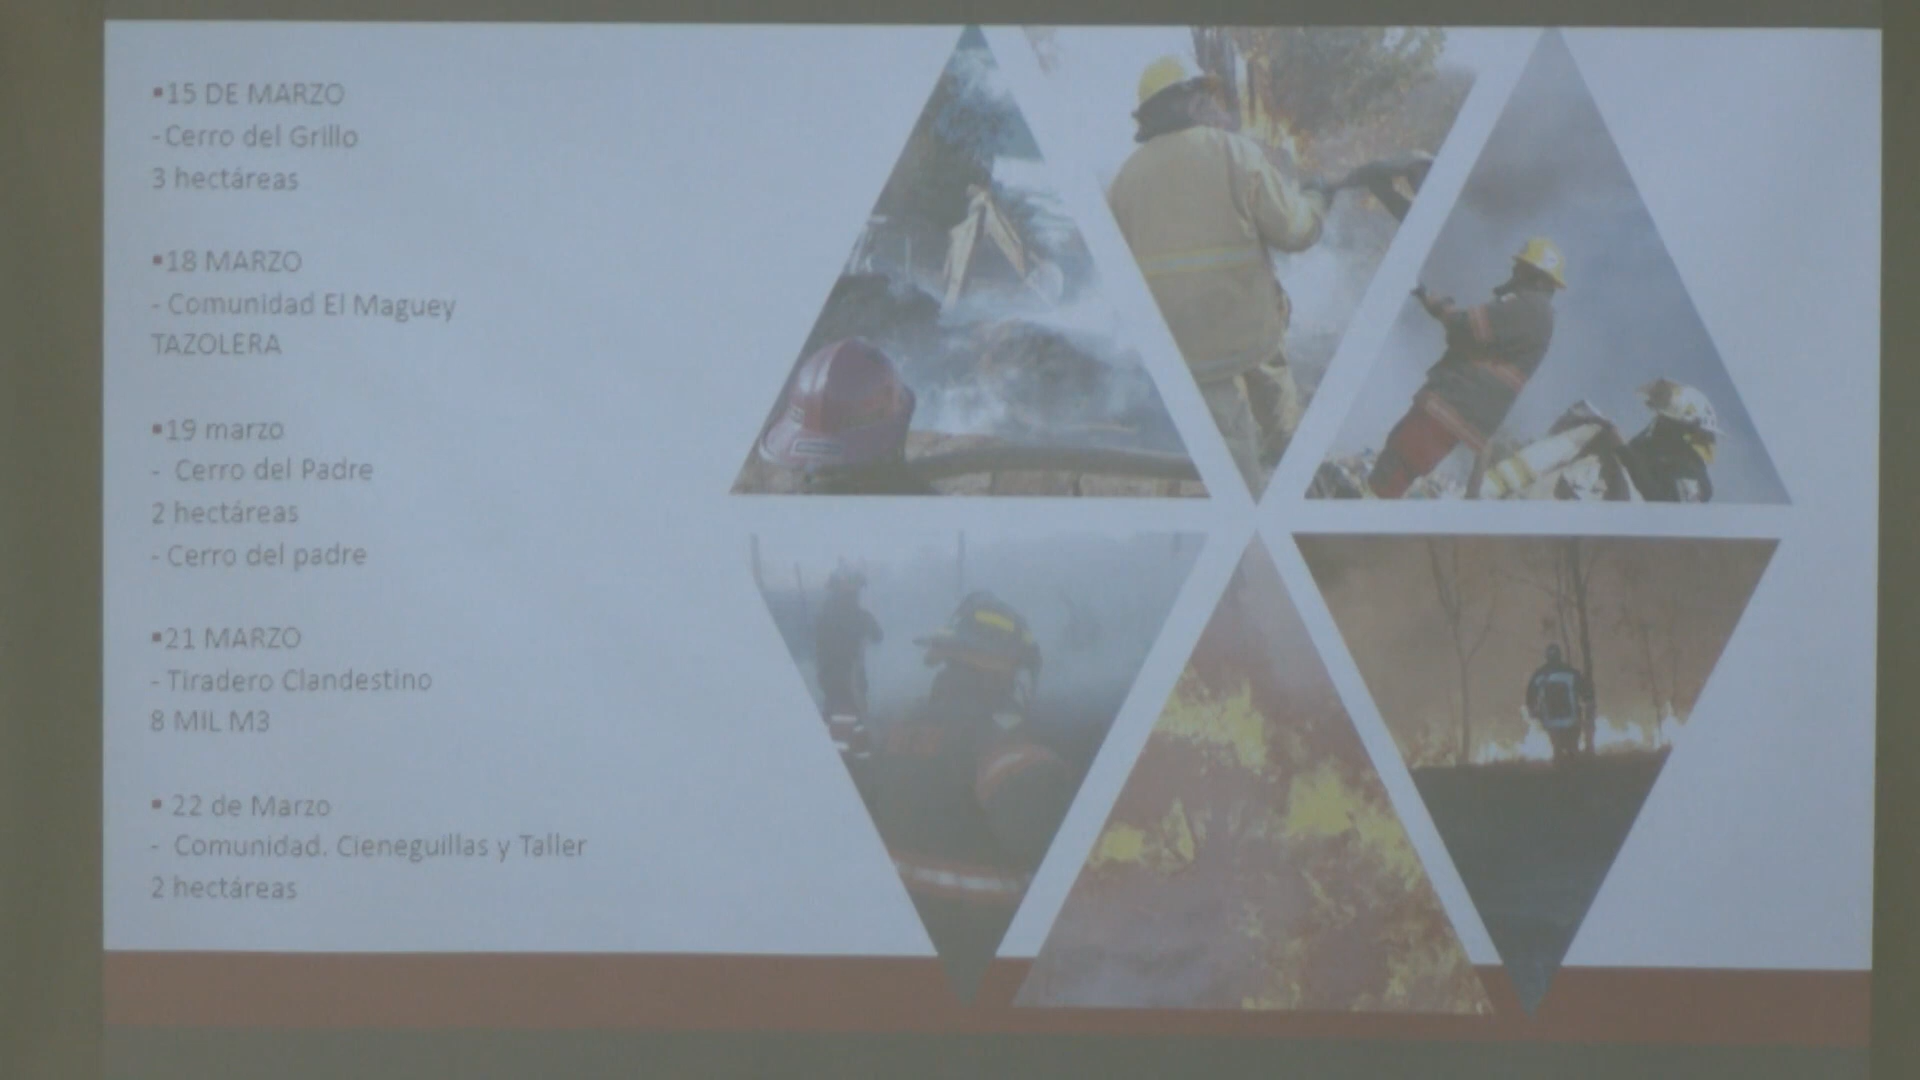 ▪15 DE MARZO
- Cerro del Grillo
3 hectáreas
▪18 MARZO
- Comunidad El Maguey
TAZOLERA
▪19 marzo
- Cerro del Padre
2 hectáreas
- Cerro del padre
▪21 MARZO
- Tiradero Clandestino
8 MIL M3
▪ 22 de Marzo
- Comunidad. Cieneguillas y Taller
2 hectáreas